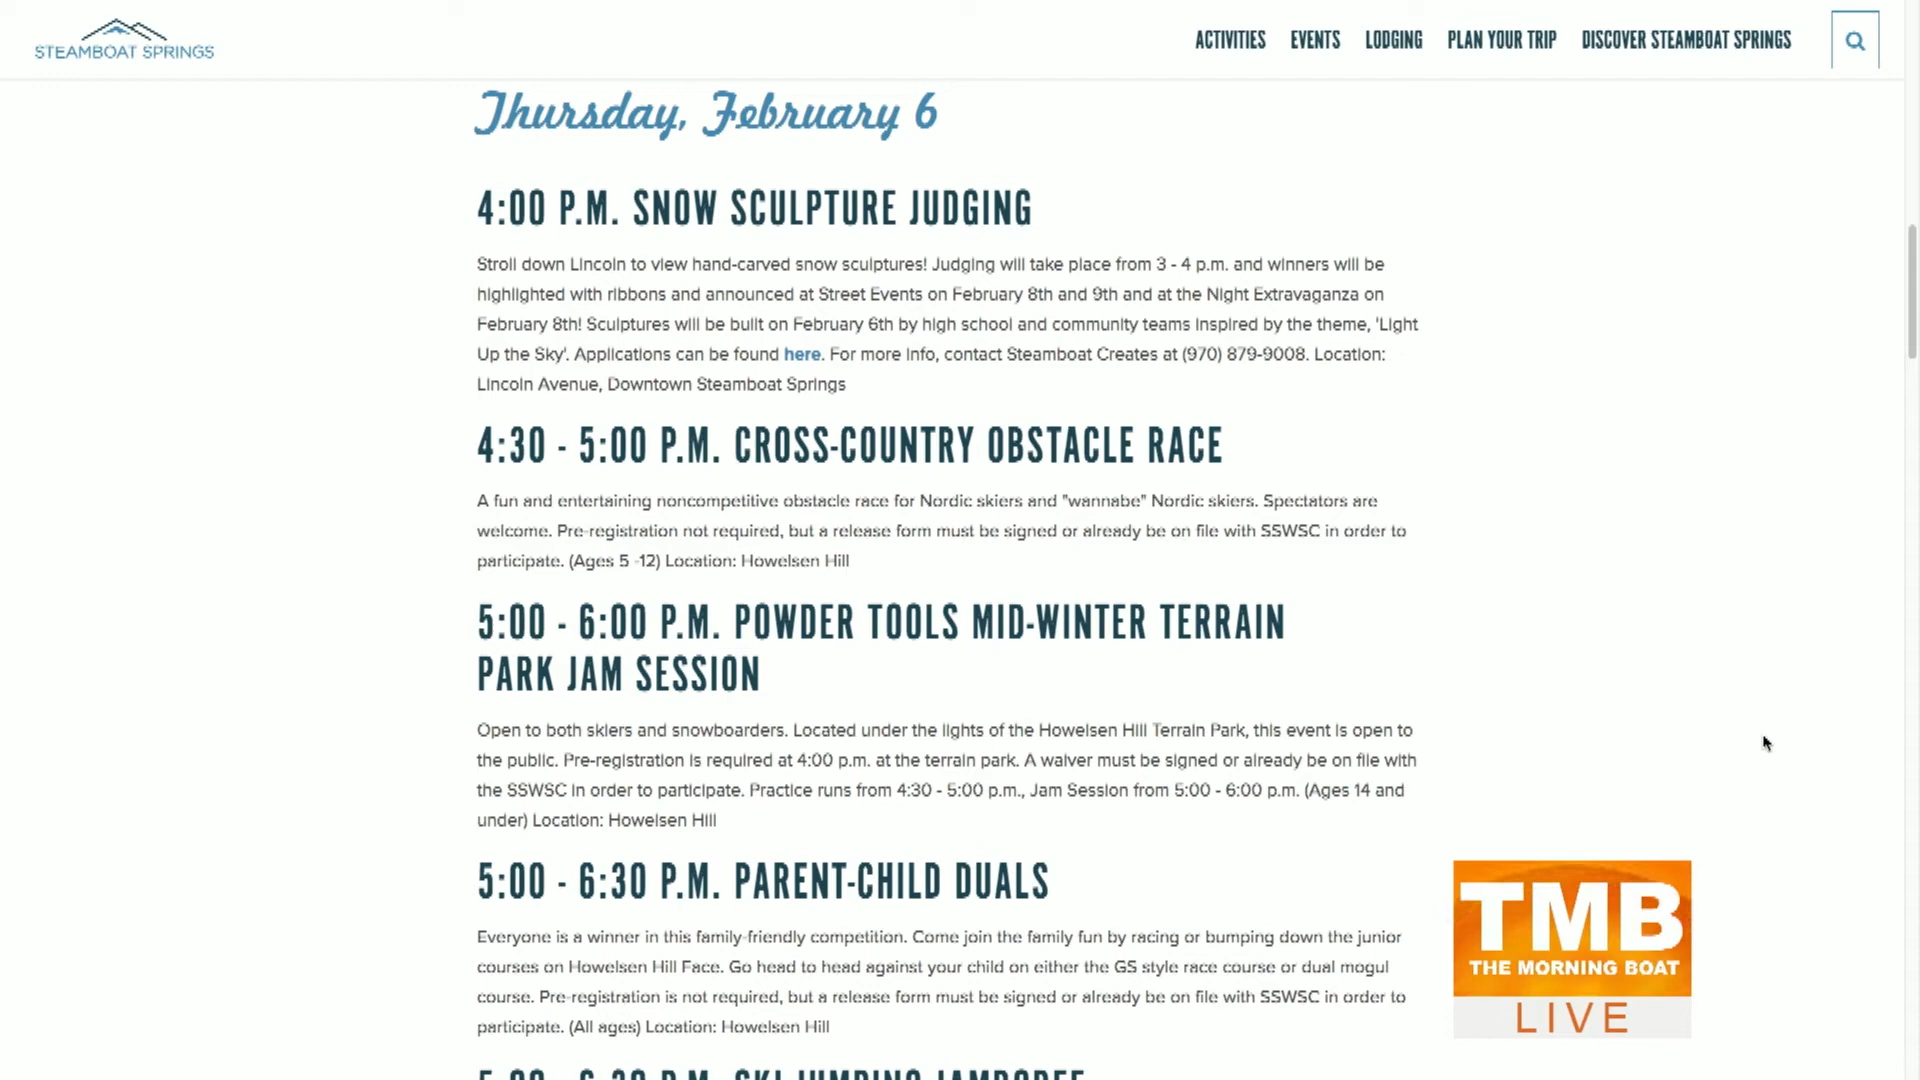 STEAMBOAT SPRINGS
ACTIVITIES EVENTS LODGING PLAN YOUR TRIP DISCOVER STEAMBOAT SPRINGS
Thursday, February 6
4:00 P.M. SNOW SCULPTURE JUDGING
Stroll down Lincoln to view hand-carved snow sculptures! Judging will take place from 3 - 4 p.m. and winners will be
highlighted with ribbons and announced at Street Events on February 8th and 9th and at the Night Extravaganza on
February 8th! Sculptures will be built on February 6th by high school and community teams inspired by the theme, 'Light
Up the Sky'. Applications can be found here. For more info, contact Steamboat Creates at (970) 879-9008. Location:
Lincoln Avenue, Downtown Steamboat Springs
4:30 - 5:00 P.M. CROSS-COUNTRY OBSTACLE RACE
A fun and entertaining noncompetitive obstacle race for Nordic skiers and "wannabe" Nordic skiers. Spectators are
welcome. Pre-registration not required, but a release form must be signed or already be on file with SSWSC in order to
participate. (Ages 5 -12) Location: Howelsen Hill
5:00 - 6:00 P.M. POWDER TOOLS MID-WINTER TERRAIN
PARK JAM SESSION
Open to both skiers and snowboarders. Located under the lights of the Howelsen Hill Terrain Park, this event is open to
the public. Pre-registration is required at 4:00 p.m. at the terrain park. A waiver must be signed or already be on file with
the SSWSC in order to participate. Practice runs from 4:30 - 5:00 p.m., Jam Session from 5:00 - 6:00 p.m. (Ages 14 and
under) Location: Howelsen Hill
5:00 - 6:30 P.M. PARENT-CHILD DUALS
Everyone is a winner in this family-friendly competition. Come join the family fun by racing or bumping down the junior
courses on Howelsen Hill Face. Go head to head against your child on either the GS style race course or dual mogul
course. Pre-registration is not required, but a release form must be signed or already be on file with SSWSC in order to
participate. (All ages) Location: Howelsen Hill
5:00 - 6:30 P.M. SKI JUMPING JAMBOREE
TMB
THE MORNING BOAT
LIVE